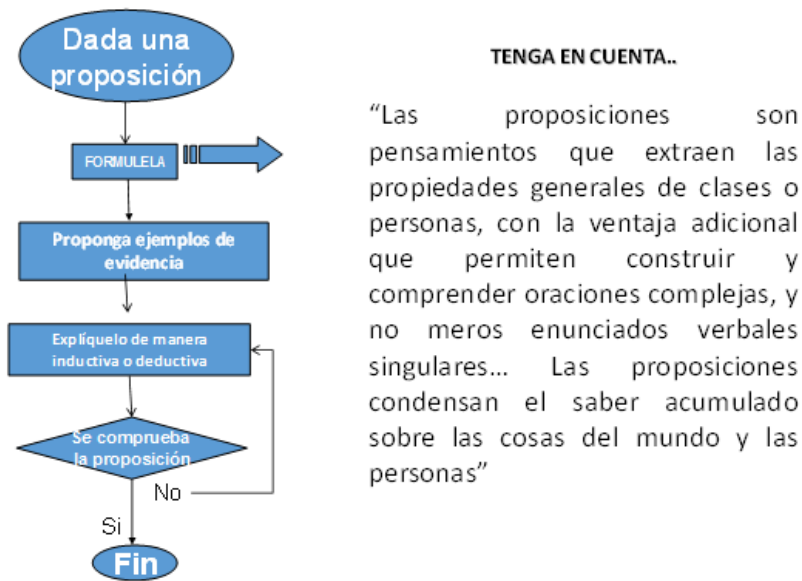 Dada una
proposición
FORMULELA
Proponga ejemplos de
evidencia
Explíquelo de manera
inductiva o deductiva
Se comprueba
la proposición
No
Si
Fin
TENGA EN CUENTA..
“Las proposiciones son
pensamientos que extraen las
propiedades generales de clases o
personas, con la ventaja adicional
que permiten construir y
comprender oraciones complejas, y
no meros enunciados verbales
singulares... Las proposiciones
condensan el saber acumulado
sobre las cosas del mundo y las
personas”